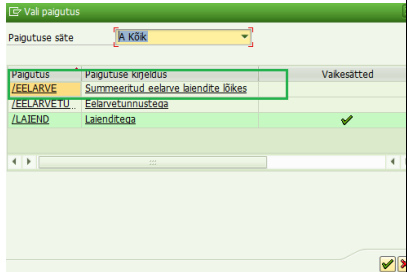 Vali paigutus
Paigutuse säte A Kõik
Paigutus Paigutuse kirjeldus Vaikesätted
/EELARVE Summeeritud eelarve laiendite lõikes
/EELARVETU.. Eelarvetunnustega
/LAIEND Laienditega